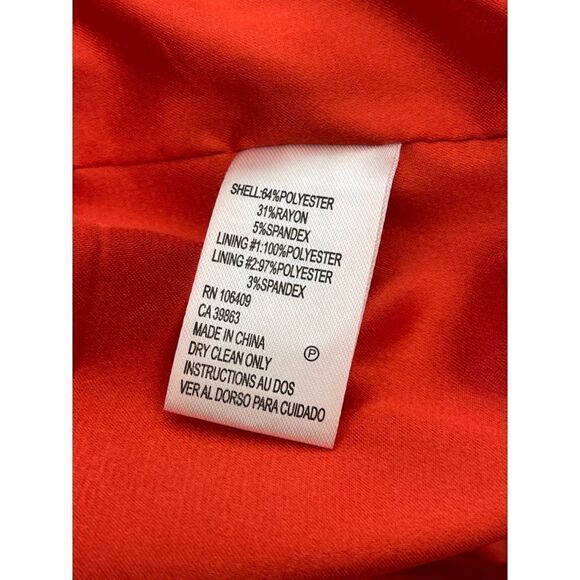 SHELL:64%POLYESTER
31%RAYON
5%SPANDEX
LINING #1:100%POLYESTER
LINING #2:97%POLYESTER
3%SPANDEX
RN 106409
CA 39863
MADE IN CHINA
DRY CLEAN ONLY
P
INSTRUCTIONS AU DOS
VER AL DORSO PARA CUIDADO